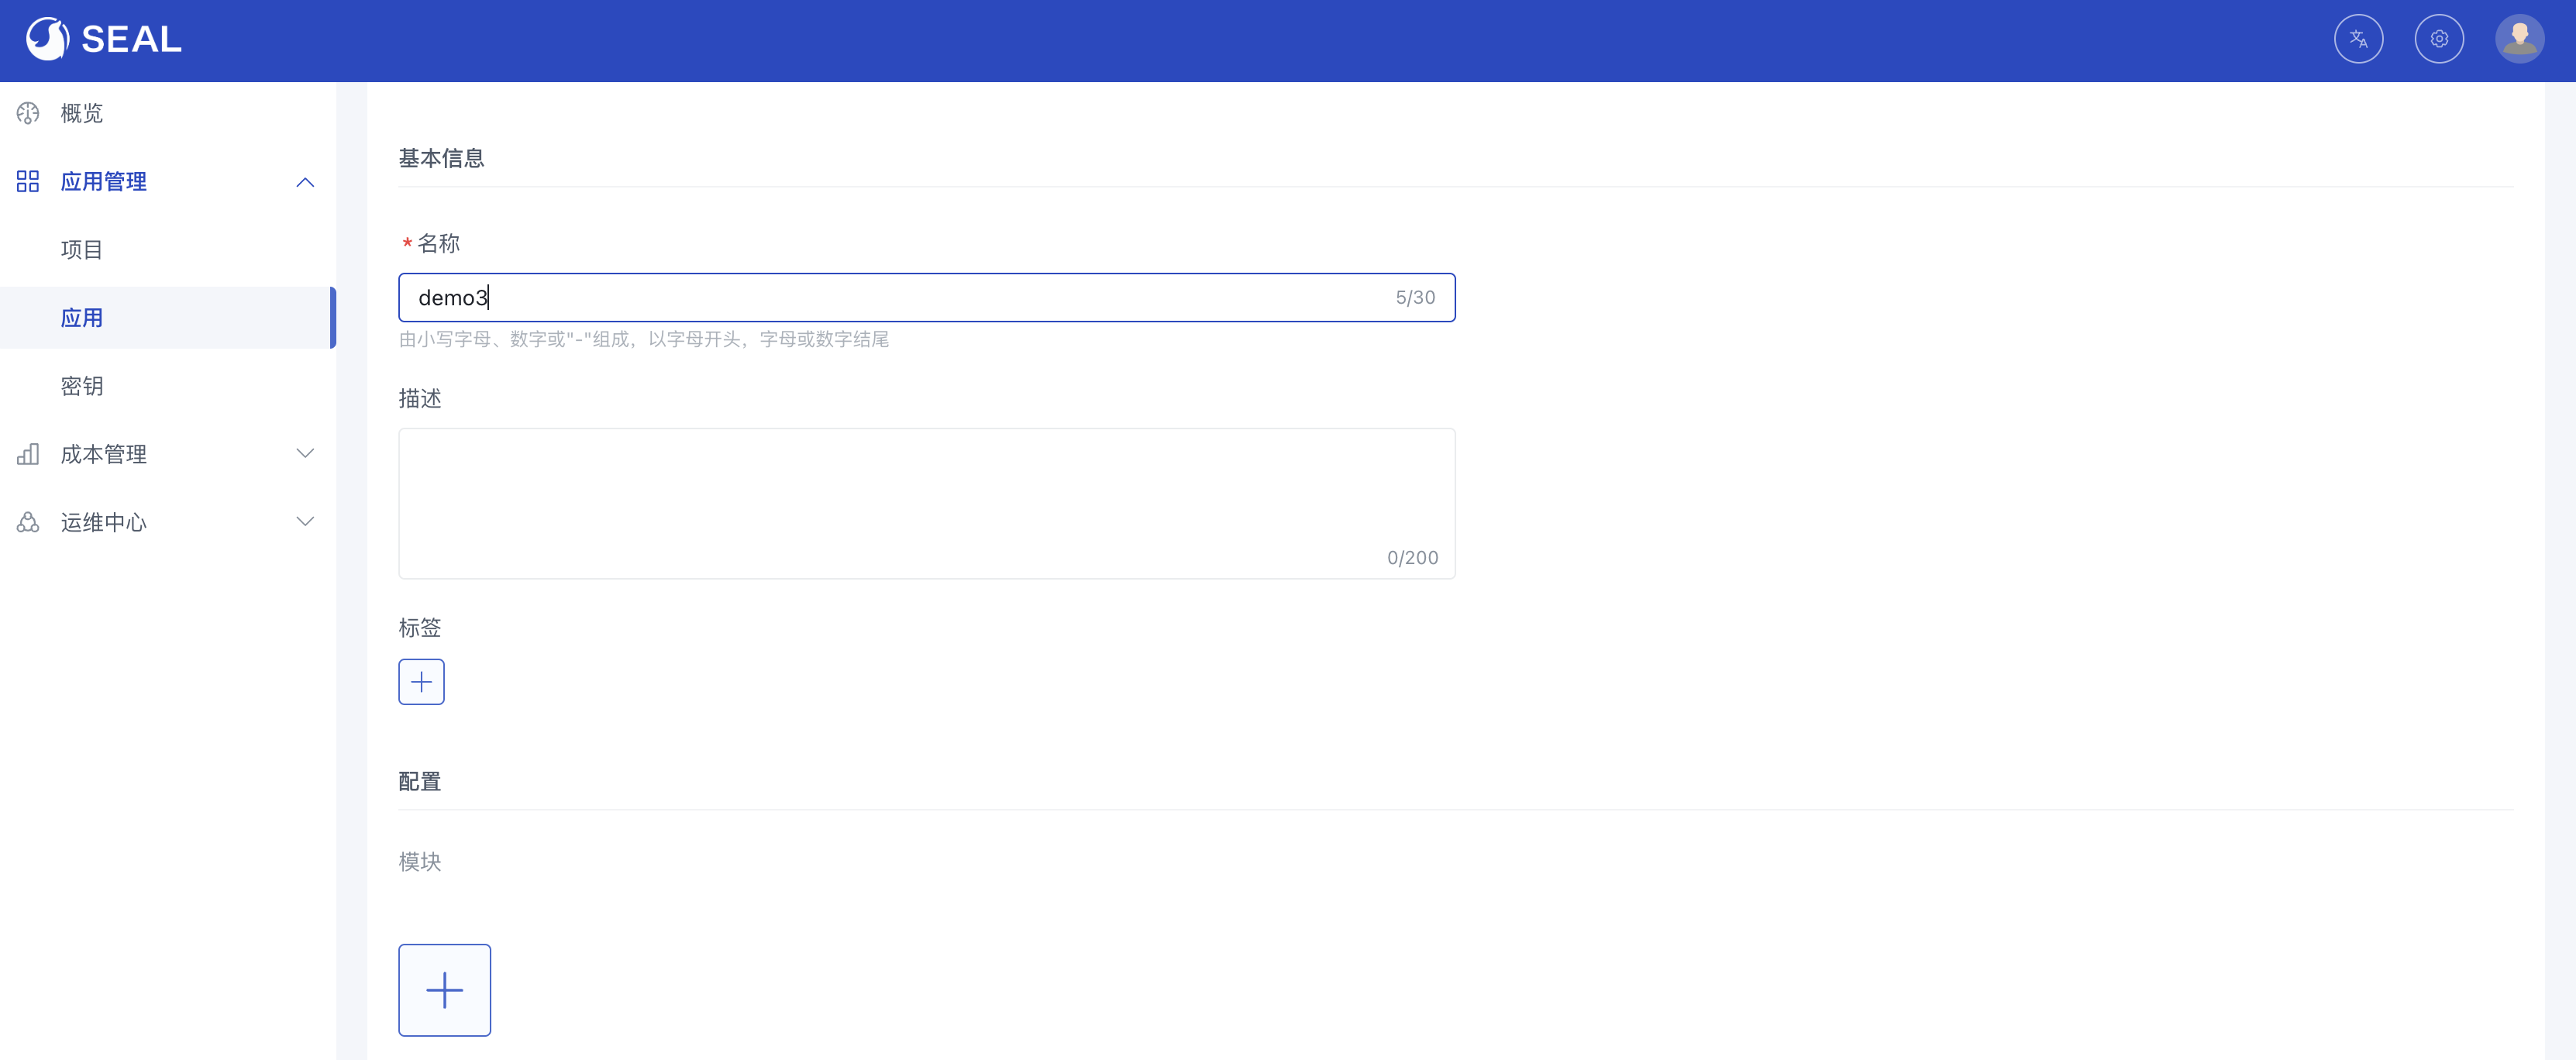 SEAL
概览
应用管理
项目
应用
密钥
成本管理
运维中心
基本信息
* 名称
demo3
5/30
由小写字母、数字或"-"组成，以字母开头，字母或数字结尾
描述
0/200
标签
配置
模块